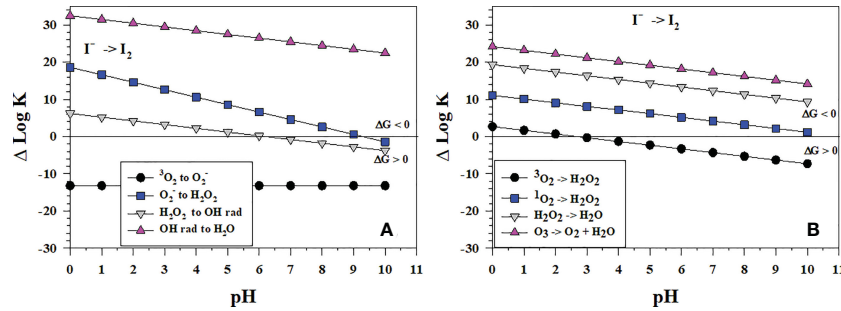 I⁻ -> I₂
30
20
10
0
-10
-20
-30
Δ Log K
ΔG < 0
ΔG > 0
³O₂ to O₂⁻
O₂⁻ to H₂O₂
H₂O₂ to OH rad
OH rad to H₂O
A
0 1 2 3 4 5 6 7 8 9 10 11
pH
I⁻ -> I₂
30
20
10
0
-10
-20
-30
Δ Log K
ΔG < 0
ΔG > 0
³O₂ -> H₂O₂
¹O₂ -> H₂O₂
H₂O₂ -> H₂O
O₃ -> O₂ + H₂O
B
0 1 2 3 4 5 6 7 8 9 10 11
pH